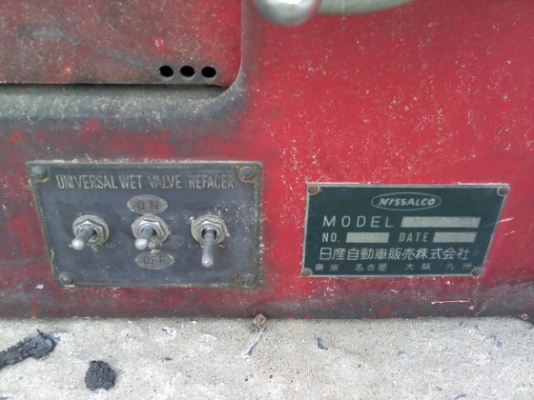 UNIVERSAL WET VALVE REFACER
ON
OFF
NISSALCO
MODEL
NO. DATE
日産自動車販売株式会社
東京 名古屋 大阪 九州